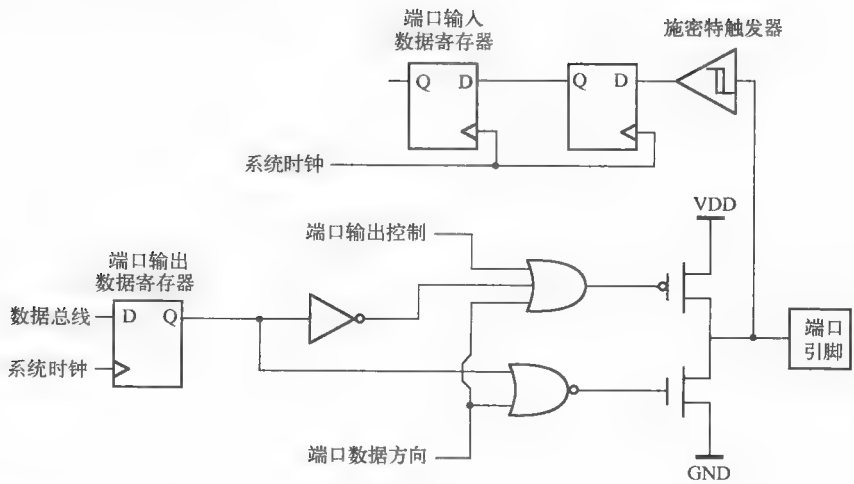 端口输入
数据寄存器
施密特触发器
Q
D
Q
D
系统时钟
VDD
端口输出控制
端口输出
数据寄存器
数据总线
D
Q
端口
引脚
系统时钟
端口数据方向
GND